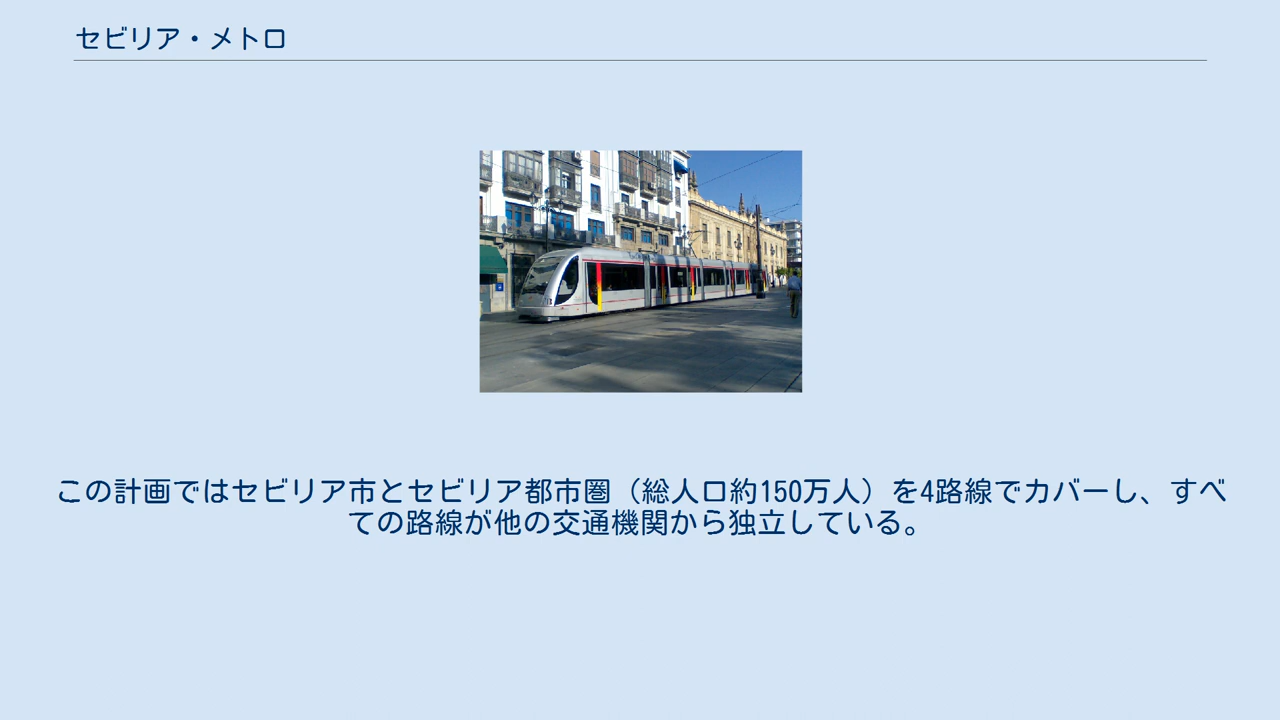 セビリア・メトロ
この計画ではセビリア市とセビリア都市圏（総人口約150万人）を4路線でカバーし、すべ
ての路線が他の交通機関から独立している。